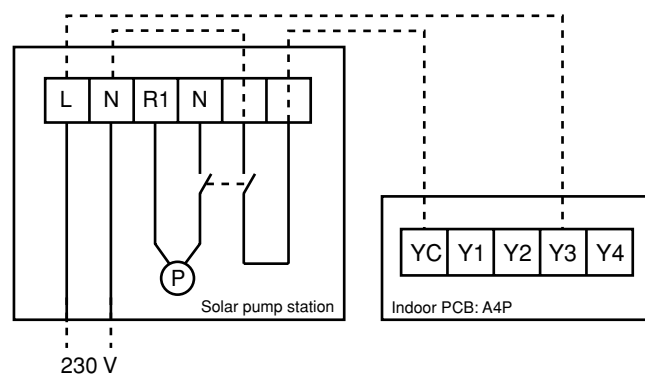 L N R1 N
YC Y1 Y2 Y3 Y4
P
Solar pump station
Indoor PCB: A4P
230 V